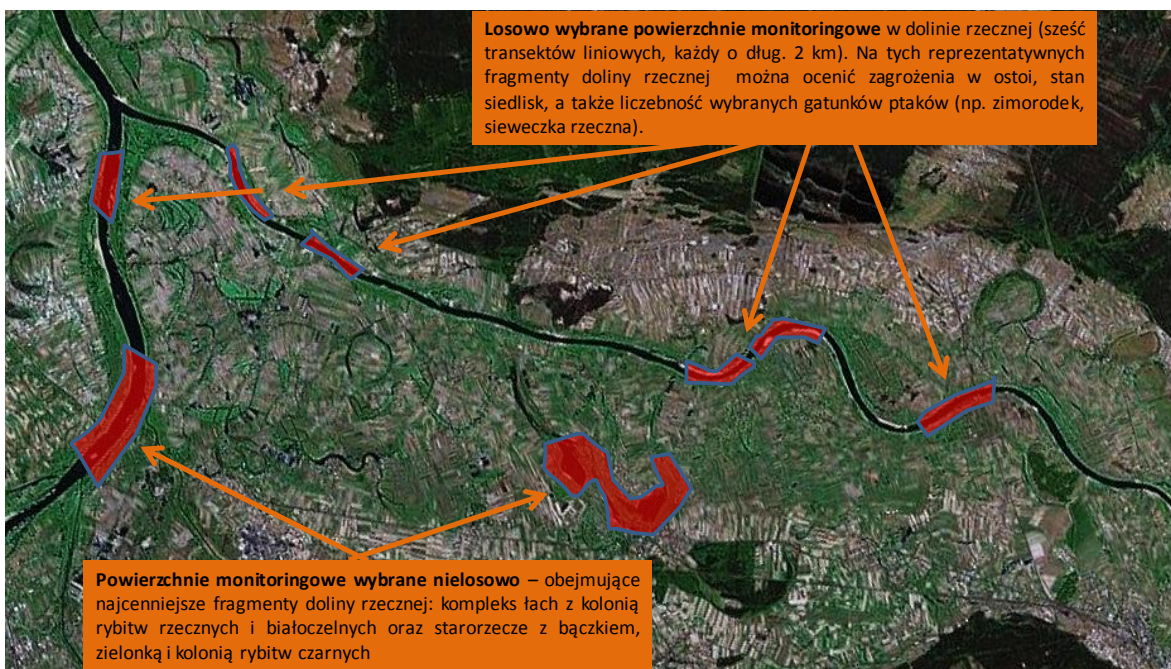 Losowo wybrane powierzchnie monitoringowe w dolinie rzecznej (sześć
transektów liniowych, każdy o dług. 2 km). Na tych reprezentatywnych
fragmenty doliny rzecznej można ocenić zagrożenia w ostoi, stan
siedlisk, a także liczebność wybranych gatunków ptaków (np. zimorodek,
sieweczka rzeczna).
Powierzchnie monitoringowe wybrane nielosowo – obejmujące
najcenniejsze fragmenty doliny rzecznej: kompleks łach z kolonią
rybitw rzecznych i białoczelnych oraz starorzecze z bączkiem,
zielonką i kolonią rybitw czarnych